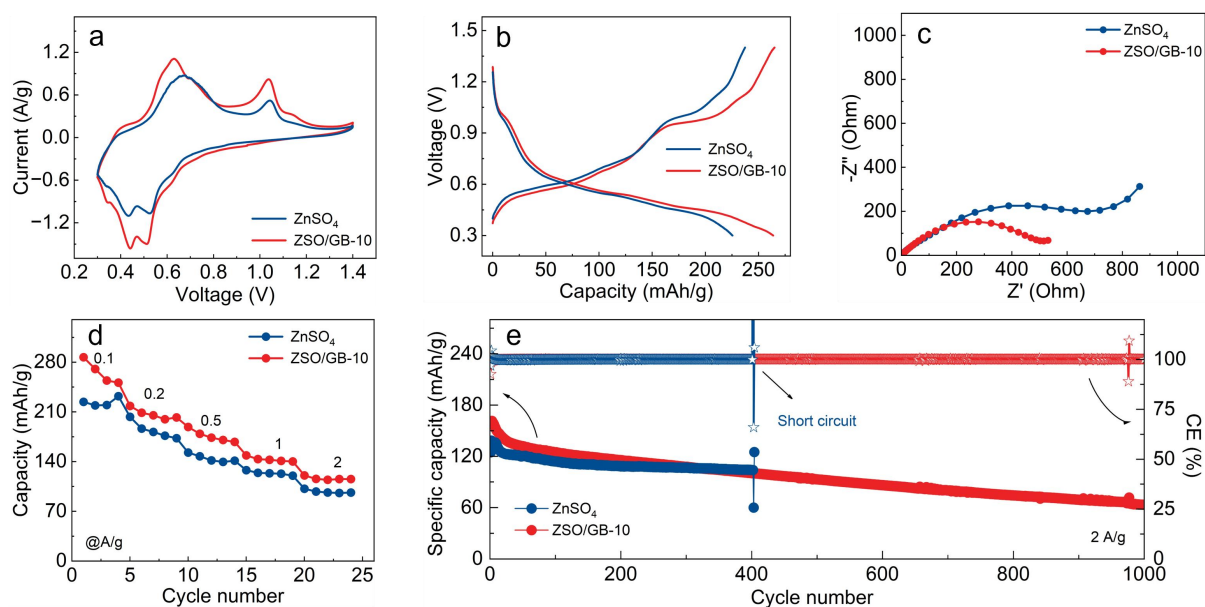 a
Current (A/g)
1.2
0.6
0.0
−0.6
−1.2
ZnSO₄
ZSO/GB-10
0.2 0.4 0.6 0.8 1.0 1.2 1.4
Voltage (V)
b
Voltage (V)
1.5
1.2
0.9
0.6
0.3
ZnSO₄
ZSO/GB-10
0 50 100 150 200 250 300
Capacity (mAh/g)
c
-Z" (Ohm)
1000
800
600
400
200
0
ZnSO₄
ZSO/GB-10
0 200 400 600 800 1000
Z' (Ohm)
d
Capacity (mAh/g)
280
210
140
70
0
ZnSO₄
ZSO/GB-10
0.1
0.2
0.5
1
2
@A/g
0 5 10 15 20 25
Cycle number
e
Specific capacity (mAh/g)
240
180
120
60
0
Short circuit
ZnSO₄
ZSO/GB-10
2 A/g
100
80
60
40
20
0
CE (%)
0 200 400 600 800 1000
Cycle number